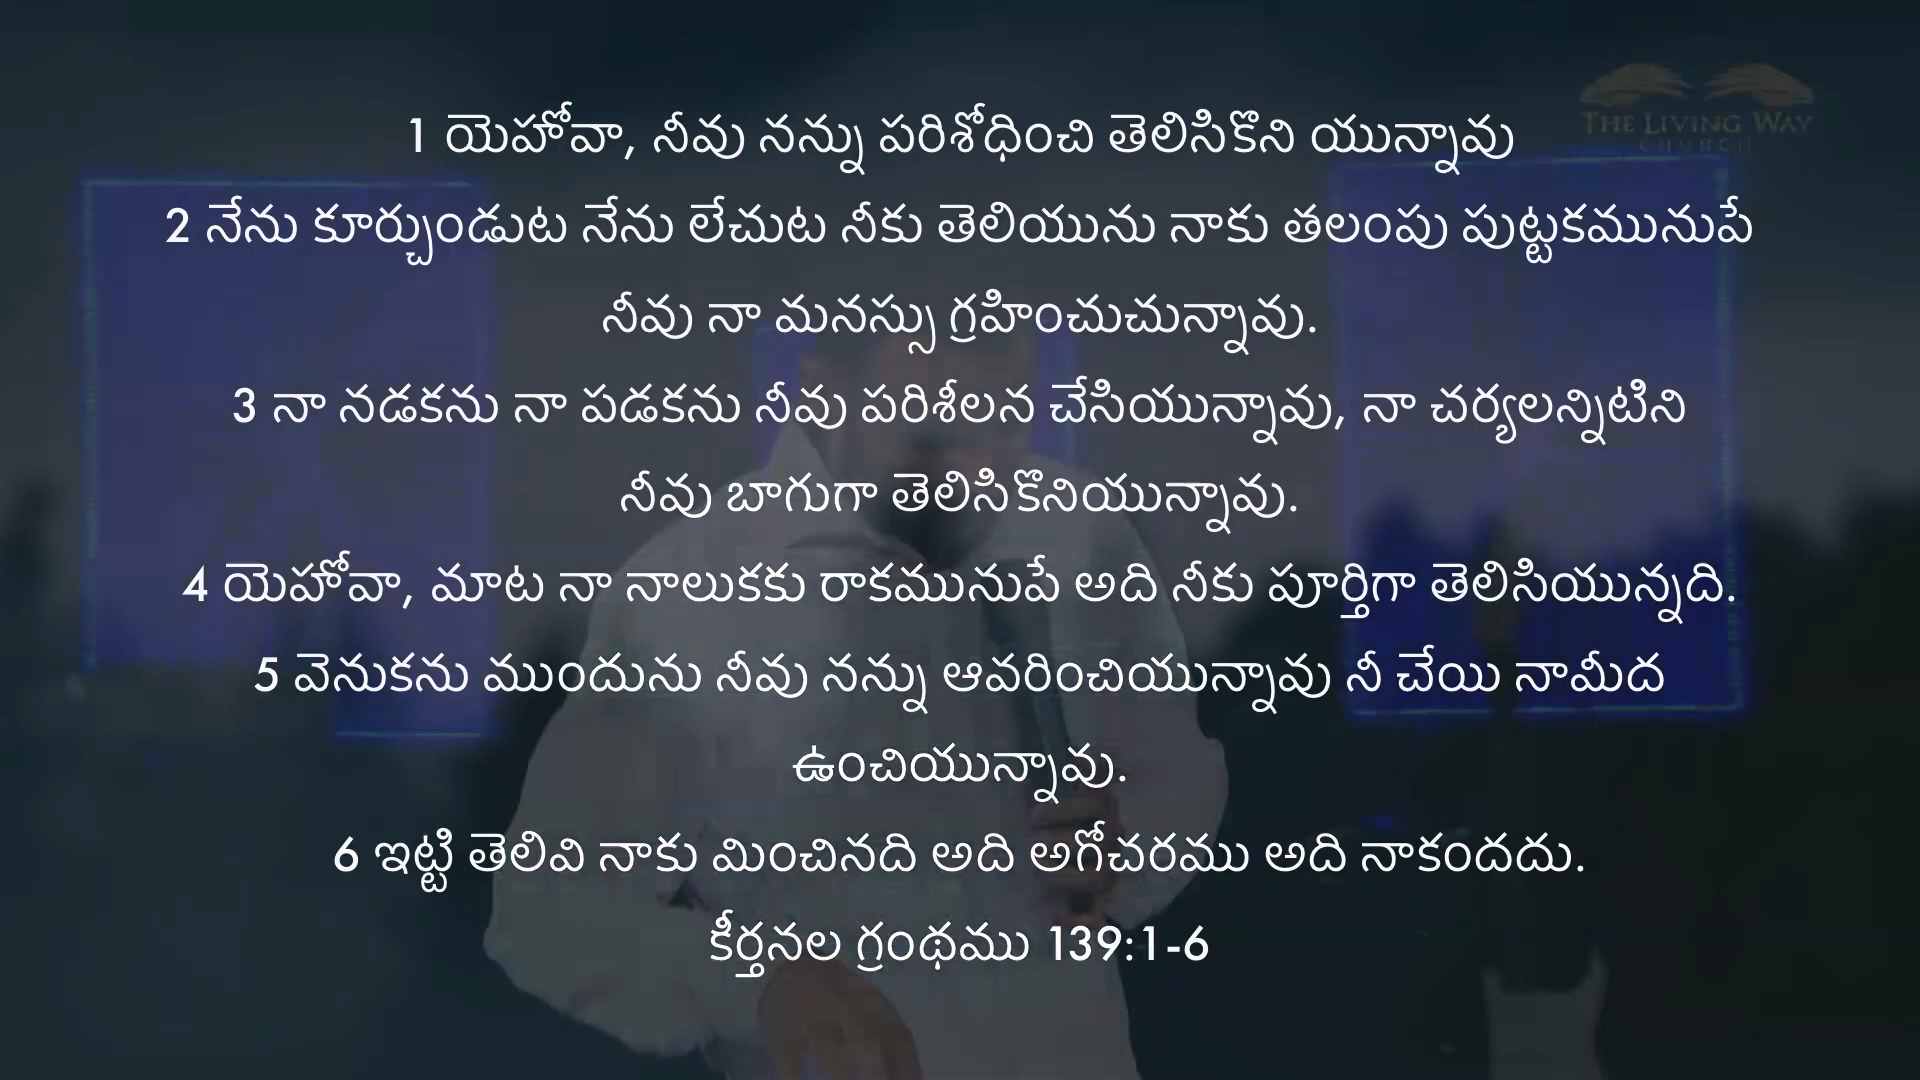 THE LIVING WAY
CHURCH
1 యెహోవా, నీవు నన్ను పరిశోధించి తెలిసికొని యున్నావు
2 నేను కూర్చుండుట నేను లేచుట నీకు తెలియును నాకు తలంపు పుట్టకమునుపే
నీవు నా మనస్సు గ్రహించుచున్నావు.
3 నా నడకను నా పడకను నీవు పరిశీలన చేసియున్నావు, నా చర్యలన్నిటిని
నీవు బాగుగా తెలిసికొనియున్నావు.
4 యెహోవా, మాట నా నాలుకకు రాకమునుపే అది నీకు పూర్తిగా తెలిసియున్నది.
5 వెనుకను ముందును నీవు నన్ను ఆవరించియున్నావు నీ చేయి నామీద
ఉంచియున్నావు.
6 ఇట్టి తెలివి నాకు మించినది అది అగోచరము అది నాకందదు.
కీర్తనల గ్రంథము 139:1-6